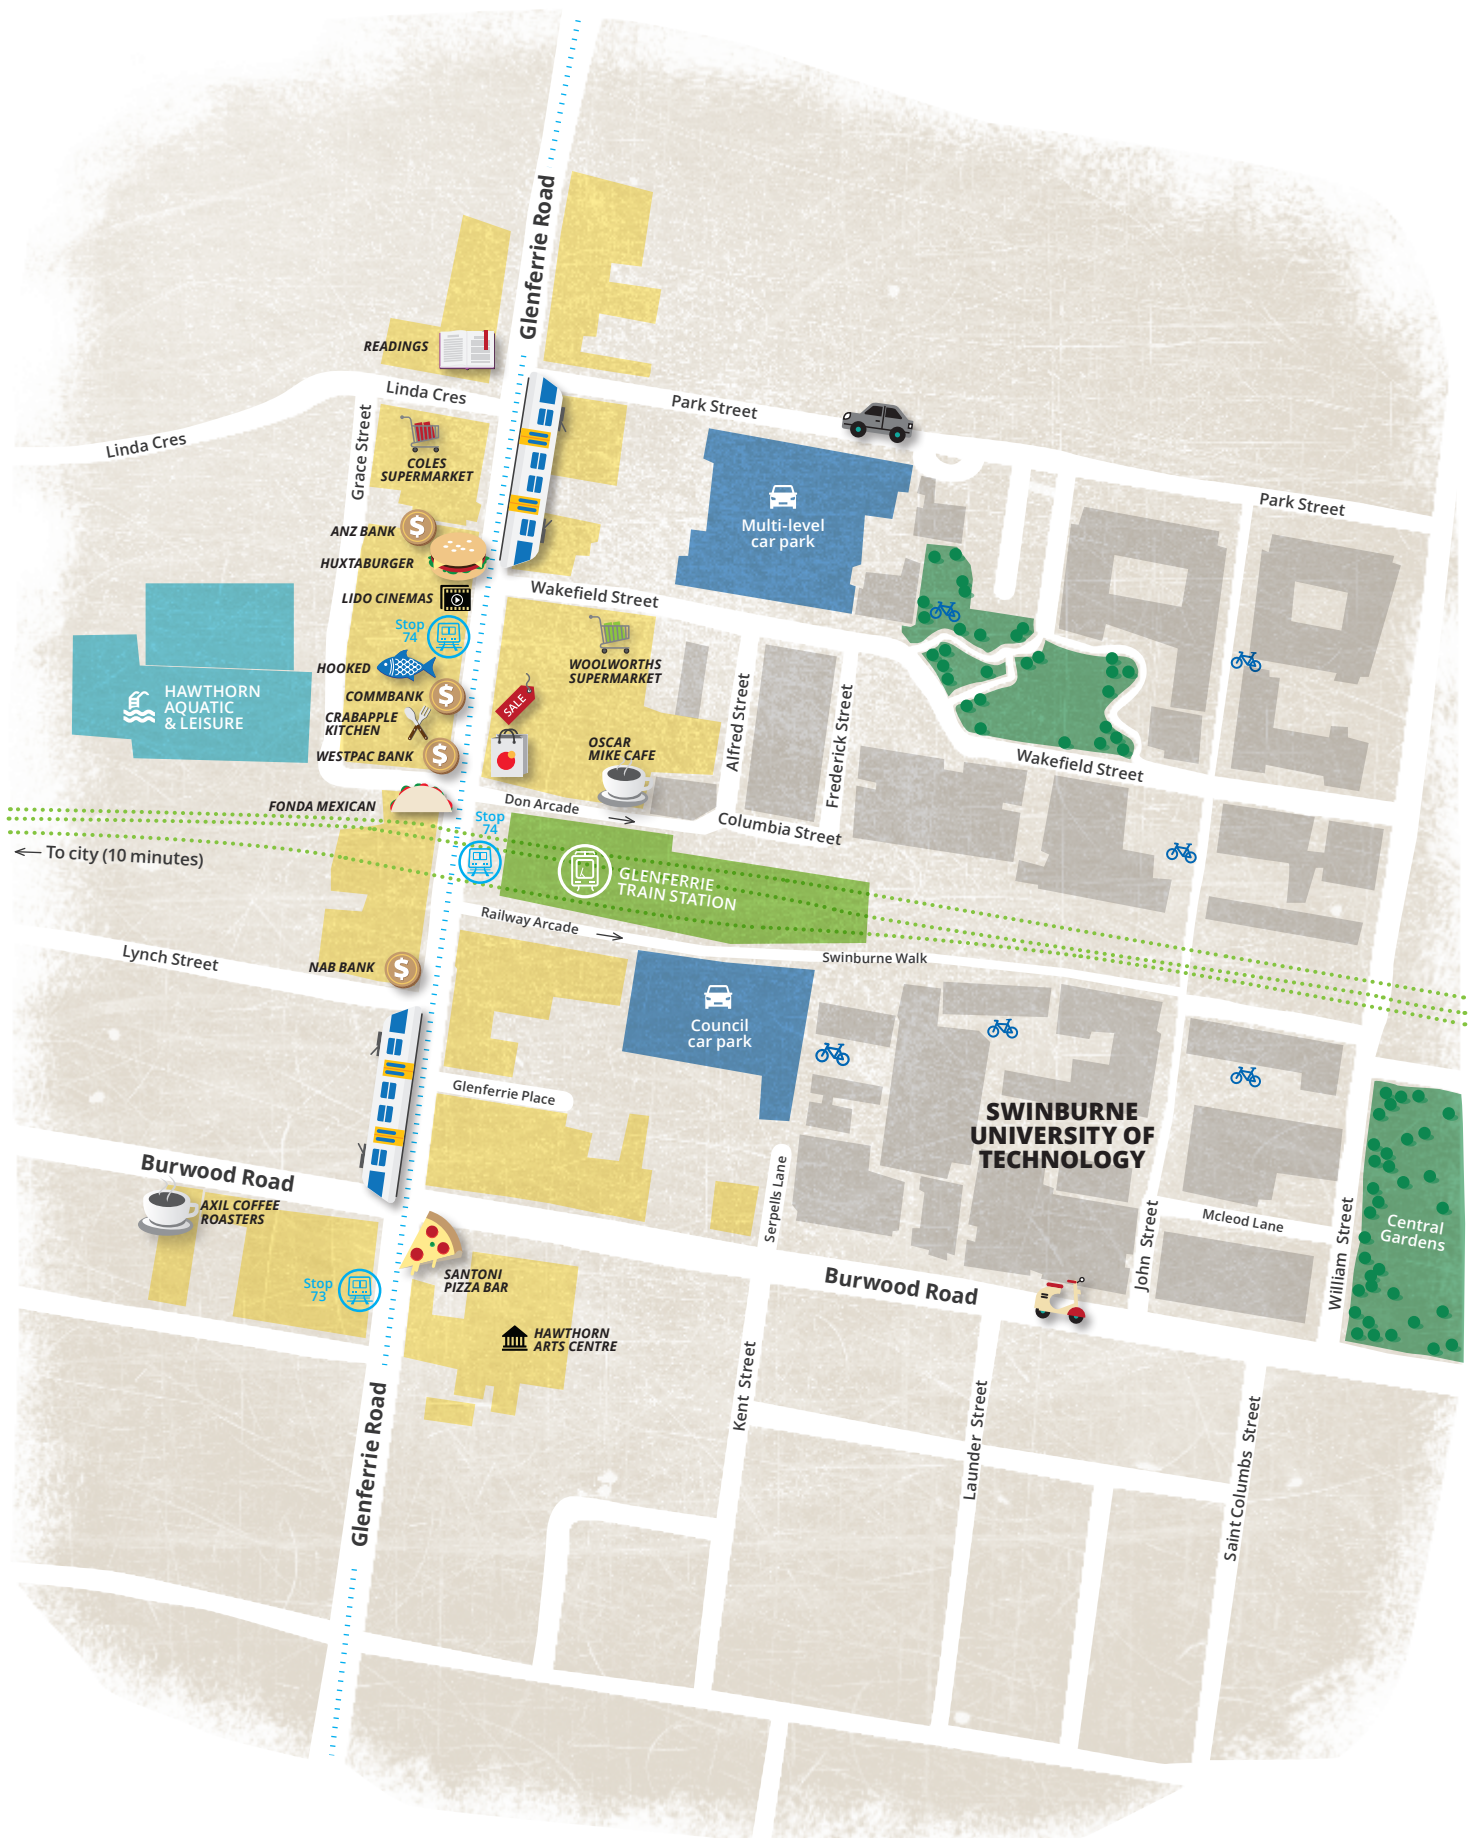 Glenferrie Road
READINGS
Linda Cres
Linda Cres
Grace Street
Park Street
Park Street
COLES
SUPERMARKET
ANZ BANK
$
HUXTABURGER
LIDO CINEMAS
Stop
74
HOOKED
COMMBANK
$
CRABAPPLE
KITCHEN
WESTPAC BANK
$
FONDA MEXICAN
HAWTHORN
AQUATIC
& LEISURE
Multi-level
car park
Wakefield Street
WOOLWORTHS
SUPERMARKET
SALE
OSCAR
MIKE CAFE
Alfred Street
Frederick Street
Wakefield Street
Don Arcade
Columbia Street
Stop
74
To city (10 minutes)
GLENFERRIE
TRAIN STATION
Railway Arcade
Swinburne Walk
Lynch Street
NAB BANK
$
Council
car park
Glenferrie Place
SWINBURNE
UNIVERSITY OF
TECHNOLOGY
Burwood Road
AXIL COFFEE
ROASTERS
Serpells Lane
Mcleod Lane
John Street
William Street
Central
Gardens
Stop
73
SANTONI
PIZZA BAR
Burwood Road
HAWTHORN
ARTS CENTRE
Glenferrie Road
Kent Street
Launder Street
Saint Columbs Street